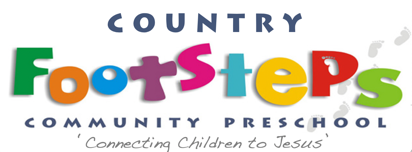 COUNTRY
FootstePs
COMMUNITY PRESCHOOL
'Connecting Children to Jesus'